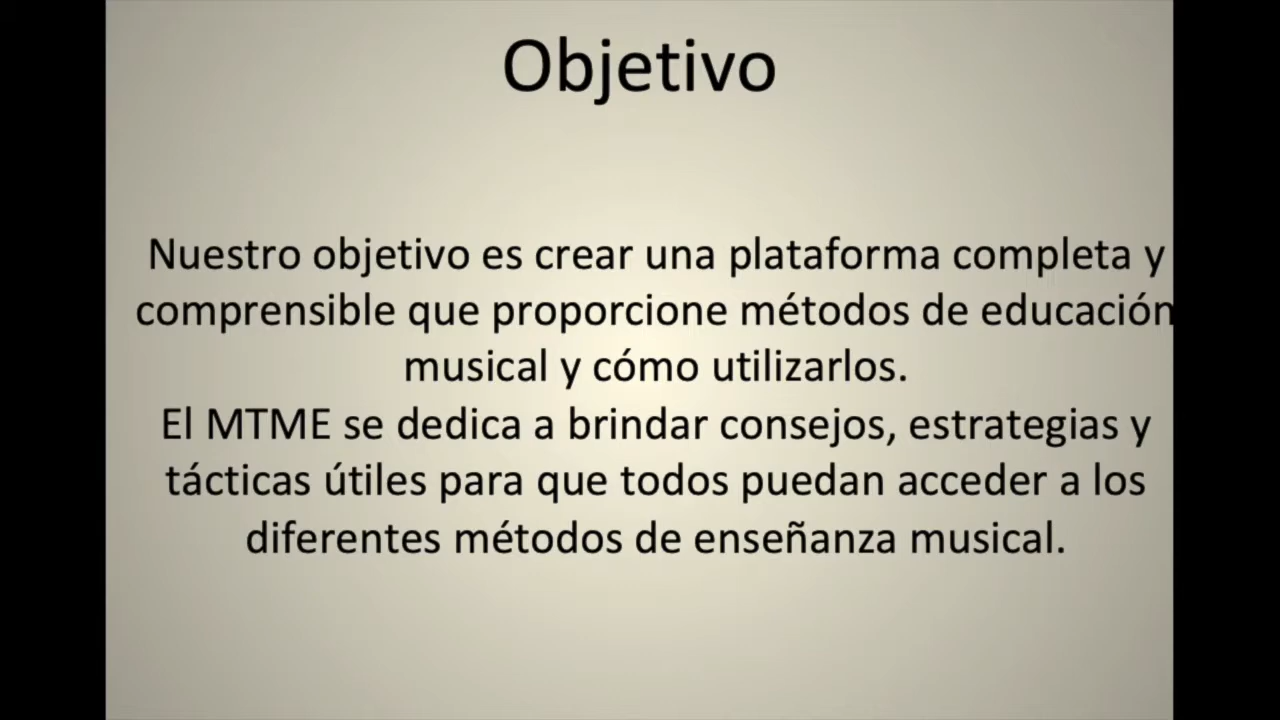 Objetivo
Nuestro objetivo es crear una plataforma completa y
comprensible que proporcione métodos de educación
musical y cómo utilizarlos.
El MTME se dedica a brindar consejos, estrategias y
tácticas útiles para que todos puedan acceder a los
diferentes métodos de enseñanza musical.